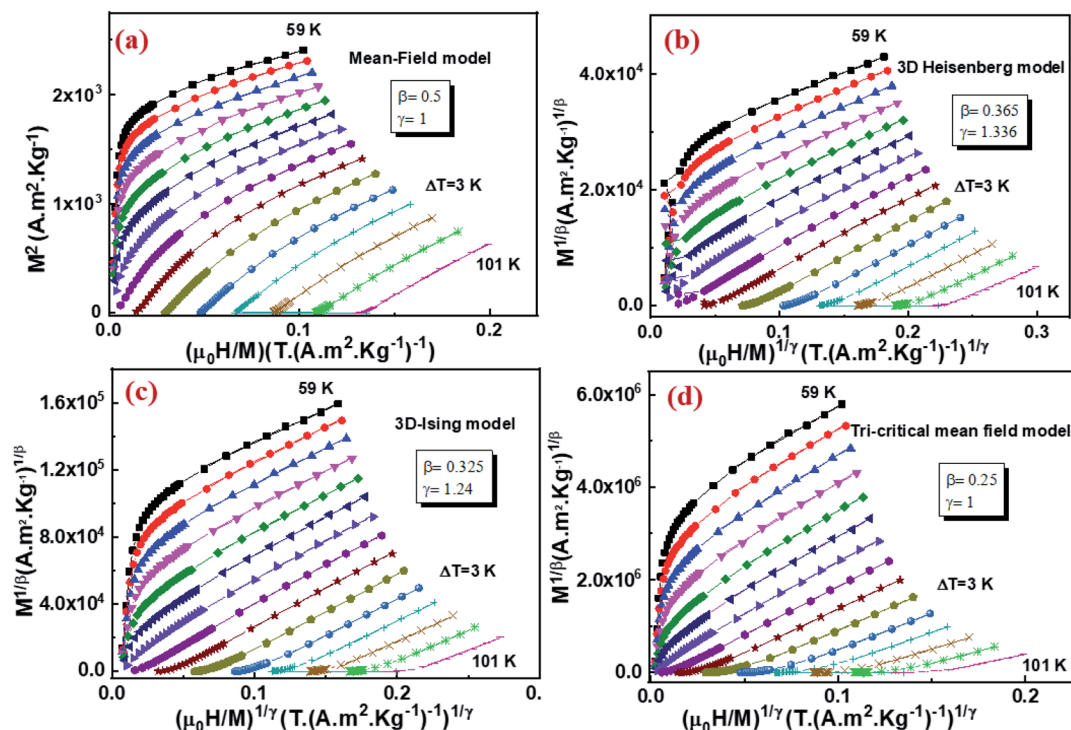 (a)
59 K
Mean-Field model
β= 0.5
γ= 1
2x10³
1x10³
0
M² (A.m².Kg⁻¹)
101 K
0.0
0.1
0.2
(μ₀H/M)(T.(A.m².Kg⁻¹)⁻¹)
(b)
59 K
3D Heisenberg model
β= 0.365
γ= 1.336
ΔT=3 K
4.0x10⁴
2.0x10⁴
0.0
M^1/β(A.m².Kg⁻¹)^1/β
101 K
0.0
0.1
0.2
0.3
(μ₀H/M)^1/γ (T.(A.m².Kg⁻¹)⁻¹)^1/γ
(c)
59 K
3D-Ising model
β= 0.325
γ= 1.24
ΔT=3 K
1.6x10⁵
1.2x10⁵
8.0x10⁴
4.0x10⁴
0.0
M^1/β(A.m².Kg⁻¹)^1/β
101 K
0.0
0.1
0.2
0.
(μ₀H/M)^1/γ (T.(A.m².Kg⁻¹)⁻¹)^1/γ
(d)
59 K
Tri-critical mean field model
β= 0.25
γ= 1
ΔT=3 K
6.0x10⁶
4.0x10⁶
2.0x10⁶
0.0
M^1/β(A.m².Kg⁻¹)^1/β
101 K
0.0
0.1
0.2
(μ₀H/M)^1/γ (T.(A.m².Kg⁻¹)⁻¹)^1/γ